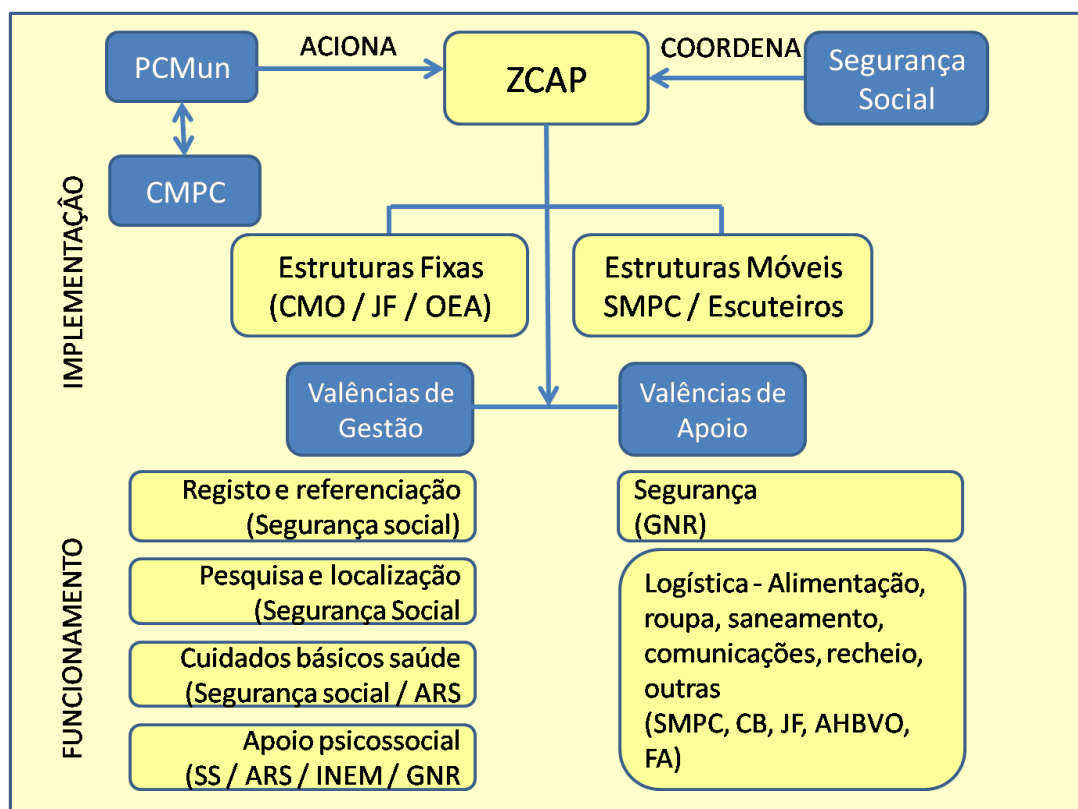 PCMun
ACIONA
ZCAP
COORDENA
Segurança
Social
CMPC
IMPLEMENTAÇÂO
Estruturas Fixas
(CMO / JF / OEA)
Estruturas Móveis
SMPC / Escuteiros
Valências de
Gestão
Valências de
Apoio
FUNCIONAMENTO
Registo e referenciação
(Segurança social)
Pesquisa e localização
(Segurança Social
Cuidados básicos saúde
(Segurança social / ARS
Apoio psicossocial
(SS / ARS / INEM / GNR
Segurança
(GNR)
Logística - Alimentação,
roupa, saneamento,
comunicações, recheio,
outras
(SMPC, CB, JF, AHBVO,
FA)